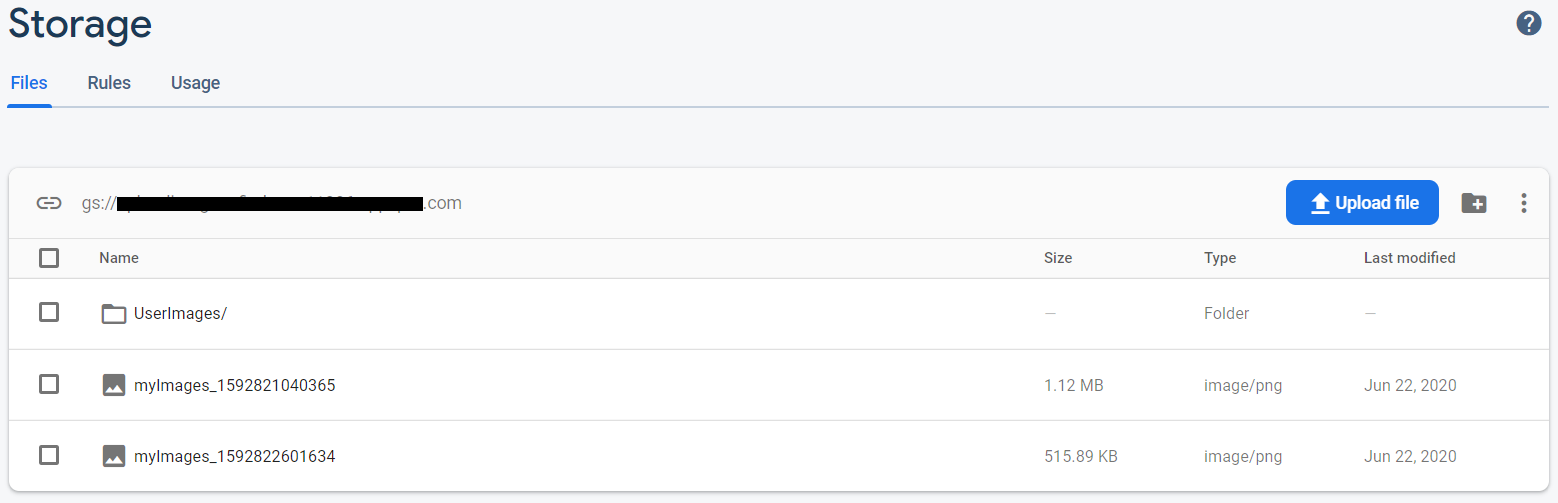 Storage
Files Rules Usage
gs:// .com Upload file
Name Size Type Last modified
UserImages/ — Folder —
myImages_1592821040365 1.12 MB image/png Jun 22, 2020
myImages_1592822601634 515.89 KB image/png Jun 22, 2020